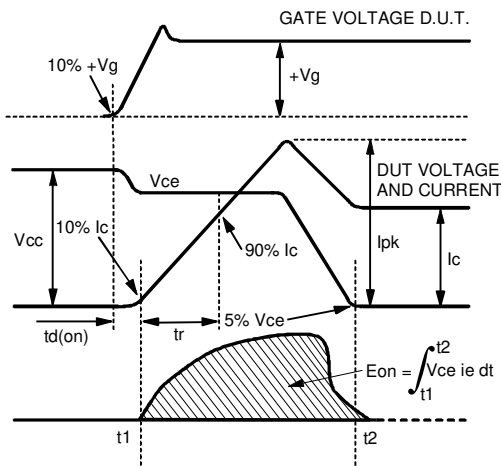 GATE VOLTAGE D.U.T.
10% +Vg
+Vg
Vce
DUT VOLTAGE
AND CURRENT
Vcc
10% Ic
90% Ic
Ipk
Ic
td(on)
tr
5% Vce
Eon = ∫ Vce ie dt
t2
t1
t1
t2